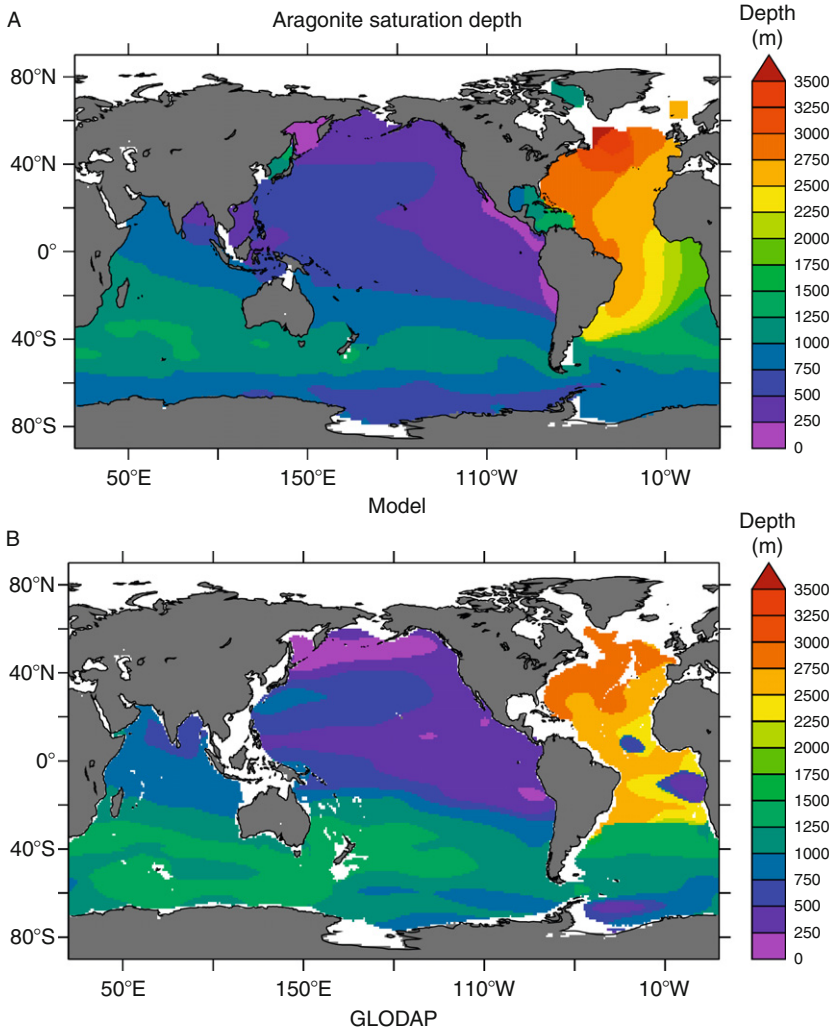 A
Aragonite saturation depth
Depth
(m)
80°N
40°N
0°
40°S
80°S
3500
3250
3000
2750
2500
2250
2000
1750
1500
1250
1000
750
500
250
0
50°E
150°E
110°W
10°W
Model
B
Depth
(m)
80°N
40°N
0°
40°S
80°S
3500
3250
3000
2750
2500
2250
2000
1750
1500
1250
1000
750
500
250
0
50°E
150°E
110°W
10°W
GLODAP